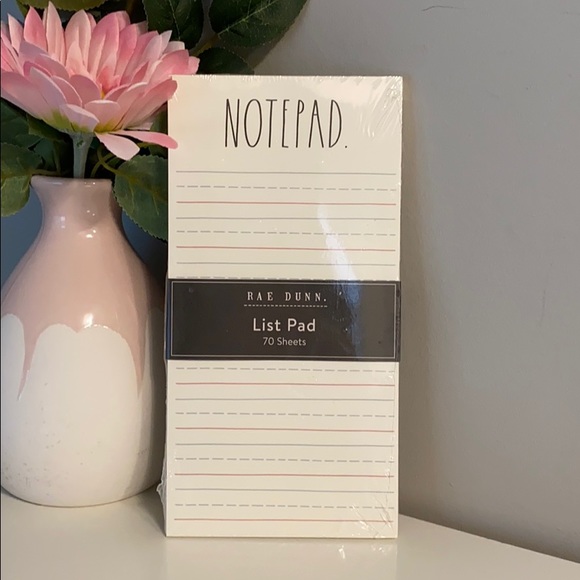 NOTEPAD.
RAE DUNN.
List Pad
70 Sheets